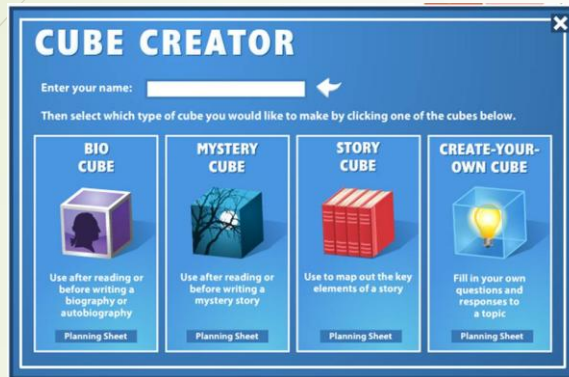 CUBE CREATOR
Enter your name:
Then select which type of cube you would like to make by clicking one of the cubes below.
BIO
CUBE
Use after reading or
before writing a
biography or
autobiography
Planning Sheet
MYSTERY
CUBE
Use after reading or
before writing a
mystery story
Planning Sheet
STORY
CUBE
Use to map out the key
elements of a story
Planning Sheet
CREATE-YOUR-
OWN CUBE
Fill in your own
questions and
responses to
a topic
Planning Sheet